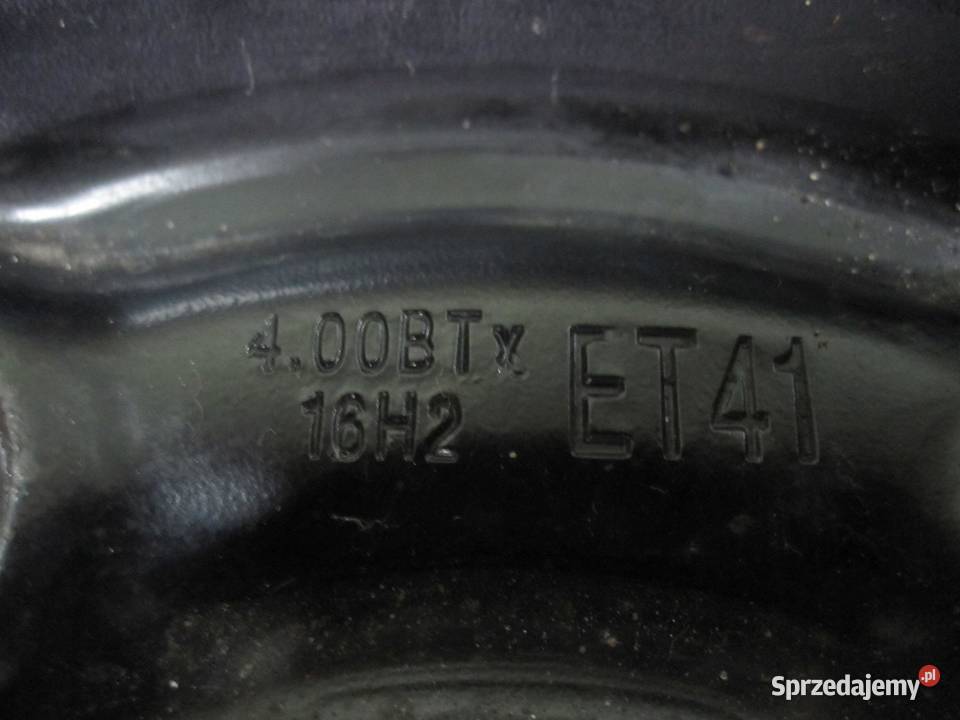 4.00BTx
16H2
ET41
Sprzedajemy.pl